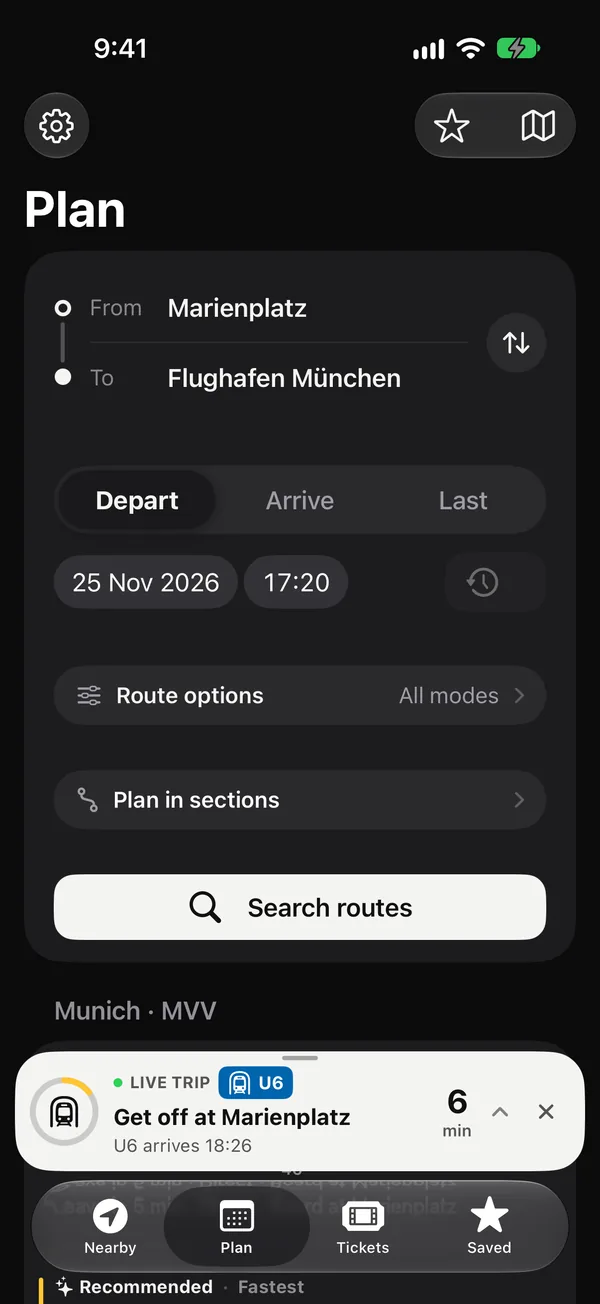 9:41
Plan
From Marienplatz
To Flughafen München
Depart Arrive Last
25 Nov 2026 17:20
Route options All modes
Plan in sections
Search routes
Munich · MVV
LIVE TRIP U6
Get off at Marienplatz
U6 arrives 18:26
6
min
Nearby Plan Tickets Saved
Recommended · Fastest